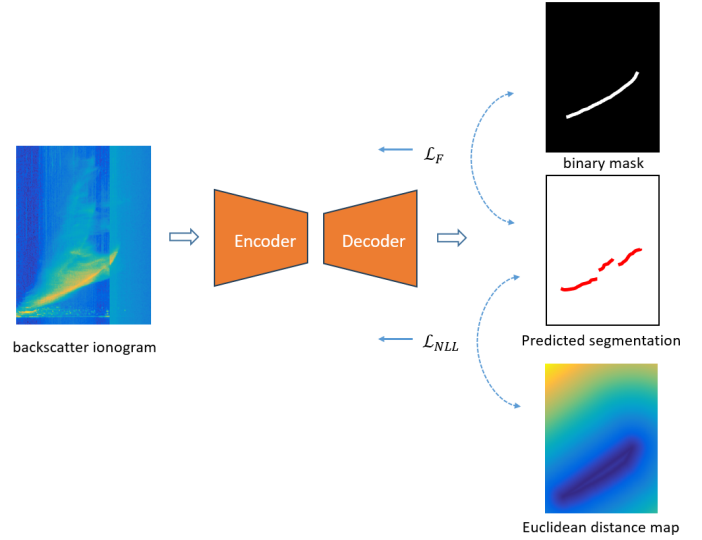 binary mask
ℒ_F
Encoder
Decoder
backscatter ionogram
ℒ_NLL
Predicted segmentation
Euclidean distance map